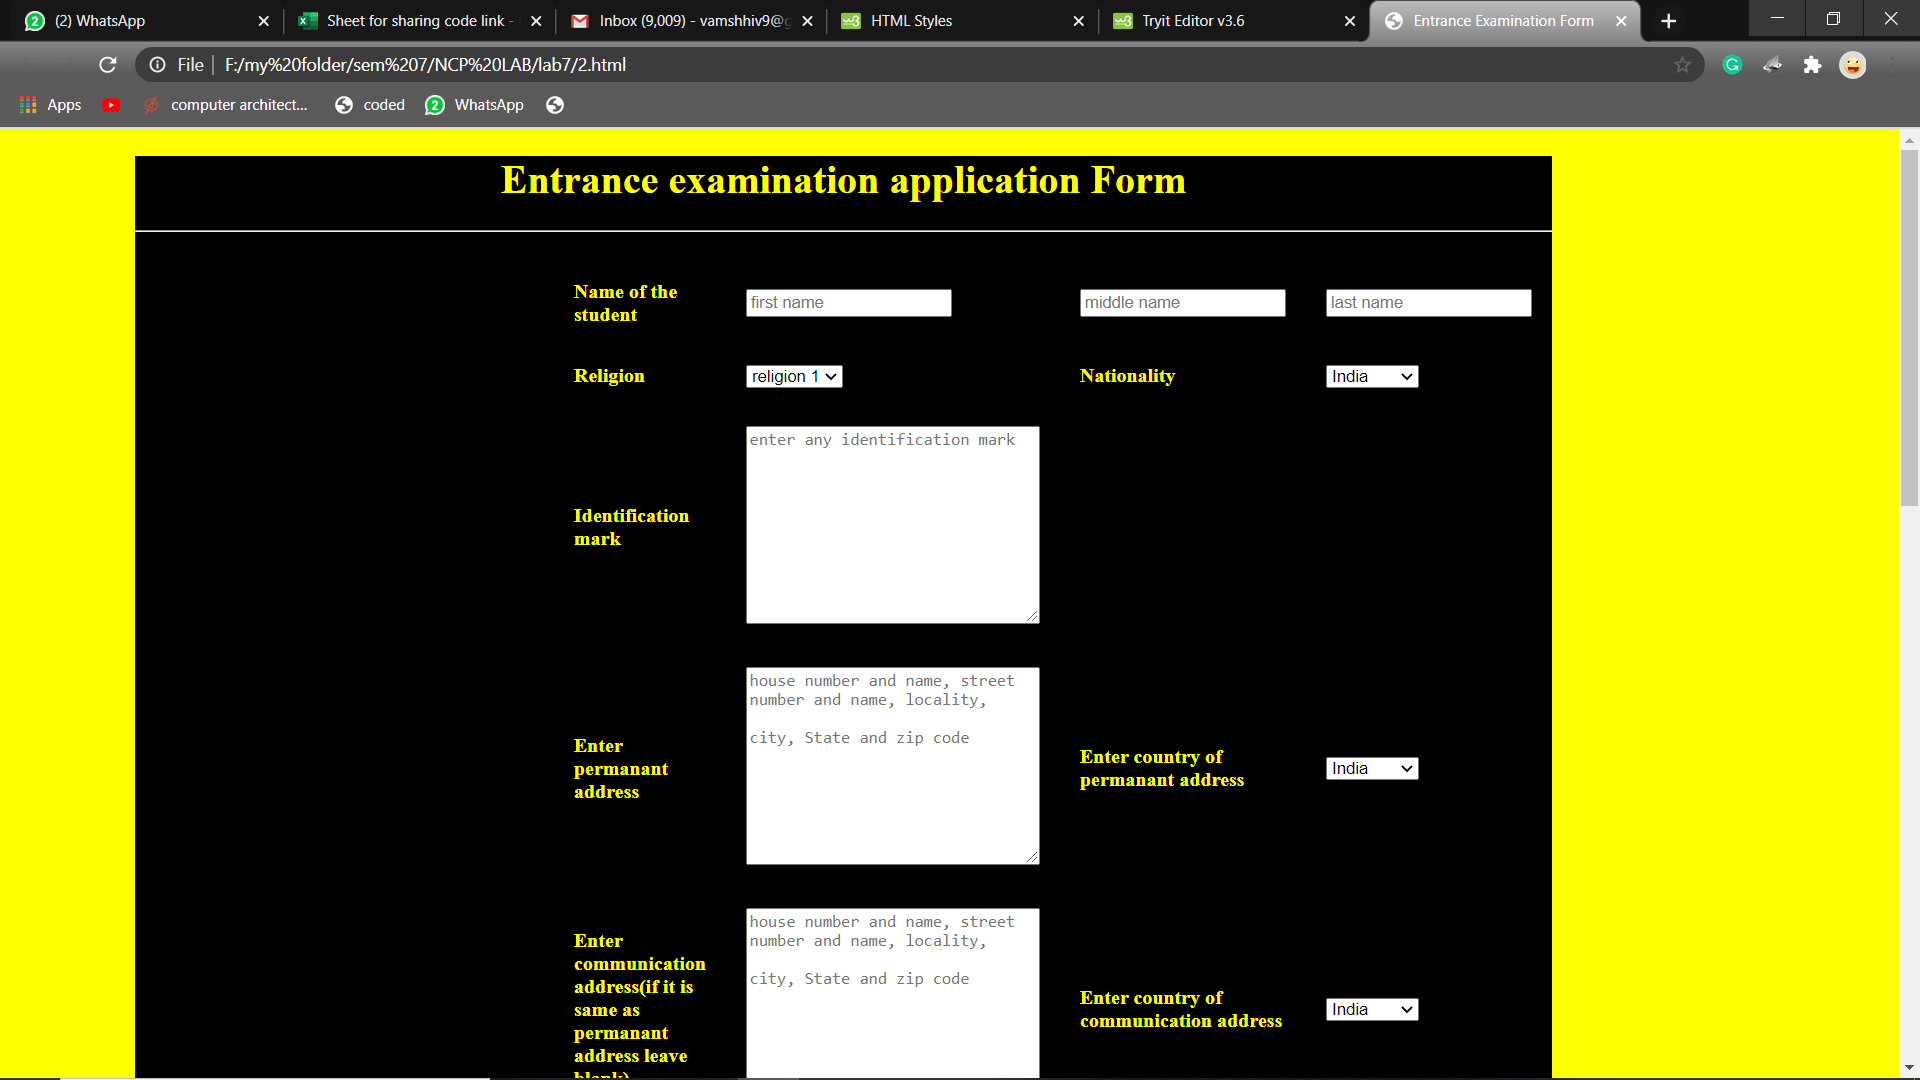 (2) WhatsApp
Sheet for sharing code link -
Inbox (9,009) - vamshhiv9@g
HTML Styles
Tryit Editor v3.6
Entrance Examination Form
File
F:/my%20folder/sem%207/NCP%20LAB/lab7/2.html
Apps
computer architect...
coded
WhatsApp
Entrance examination application Form
Name of the
student
first name
middle name
last name
Religion
religion 1
Nationality
India
enter any identification mark
Identification
mark
house number and name, street
number and name, locality,
city, State and zip code
Enter
permanant
address
Enter country of
permanant address
India
house number and name, street
number and name, locality,
city, State and zip code
Enter
communication
address(if it is
same as
permanant
address leave
blank)
Enter country of
communication address
India